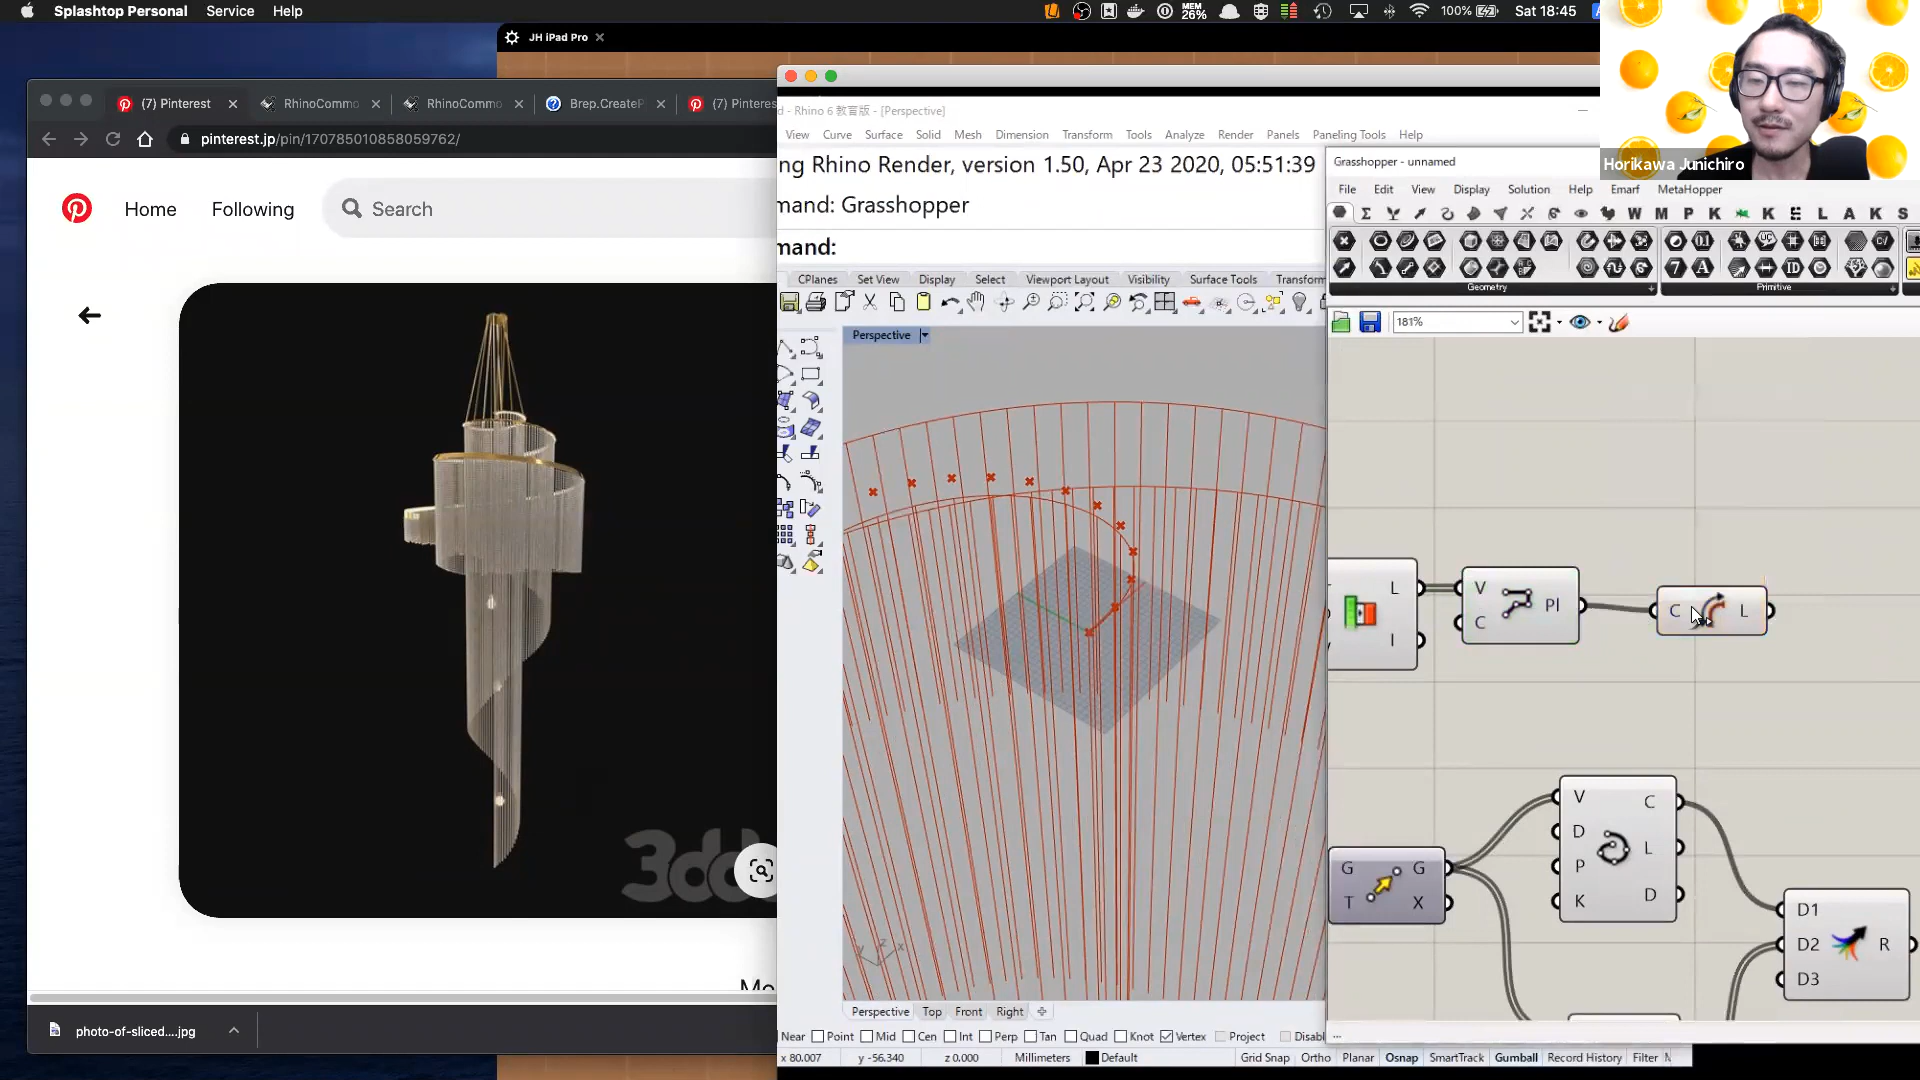 Splashtop Personal Service Help
MEM 26% 100% Sat 18:45
JH iPad Pro
(7) Pinterest RhinoCommo RhinoCommo Brep.CreateP (7) Pinteres
pinterest.jp/pin/170785010858059762/
Home Following Search
3dd
photo-of-sliced....jpg
d - Rhino 6 教育版 - [Perspective]
View Curve Surface Solid Mesh Dimension Transform Tools Analyze Render Panels Paneling Tools Help
ng Rhino Render, version 1.50, Apr 23 2020, 05:51:39
mand: Grasshopper
mand:
CPlanes Set View Display Select Viewport Layout Visibility Surface Tools Transform
Perspective
z
y x
Perspective Top Front Right
Near Point Mid Cen Int Perp Tan Quad Knot Vertex Project Disabl
x 80.007 y -56.340 z 0.000 Millimeters Default Grid Snap Ortho Planar Osnap SmartTrack Gumball Record History Filter
Horikawa Junichiro
Grasshopper - unnamed
File Edit View Display Solution Help Emarf MetaHopper
W M P K K L A K S
Geometry Primitive
181%
L V Pl C L
I C
V C
D L
P
K D
G G
T X
D1
D2 R
D3